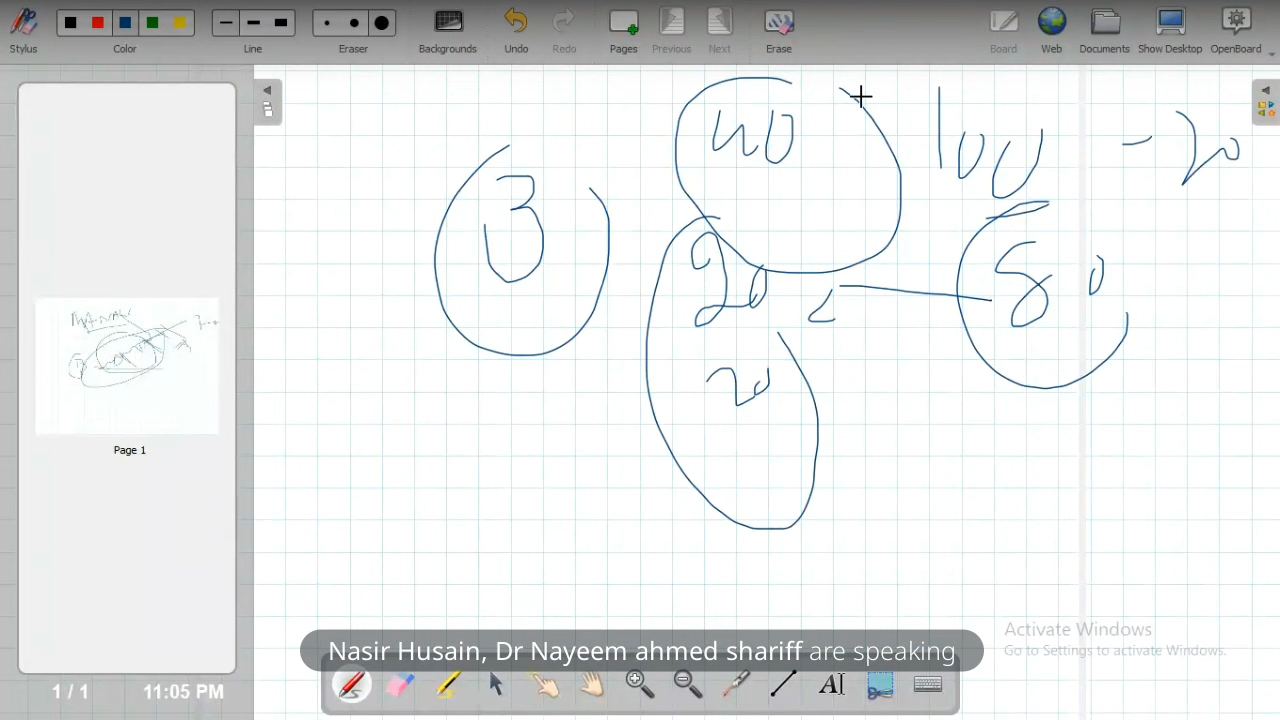 Stylus
Color
Line
Eraser
Backgrounds
Undo
Redo
Pages
Previous
Next
Erase
Board
Web
Documents
Show Desktop
OpenBoard
40
100 - 20
3
20
80
20
Page 1
Activate Windows
Go to Settings to activate Windows.
Nasir Husain, Dr Nayeem ahmed shariff are speaking
1 / 1
11:05 PM